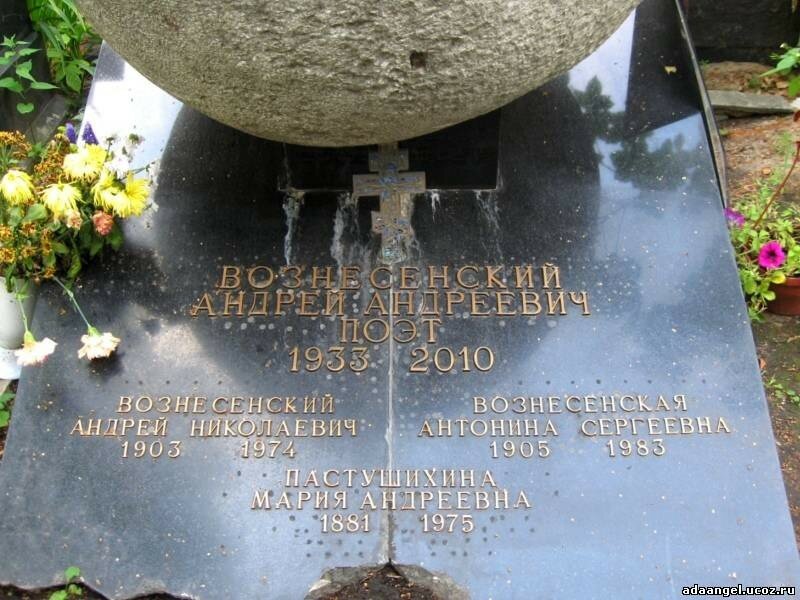 ВОЗНЕСЕНСКИЙ
АНДРЕЙ АНДРЕЕВИЧ
ПОЭТ
1933 2010
ВОЗНЕСЕНСКИЙ
АНДРЕЙ НИКОЛАЕВИЧ
1903 1974
ВОЗНЕСЕНСКАЯ
АНТОНИНА СЕРГЕЕВНА
1905 1983
ПАСТУШИХИНА
МАРИЯ АНДРЕЕВНА
1881 1975
adaangel.ucoz.ru